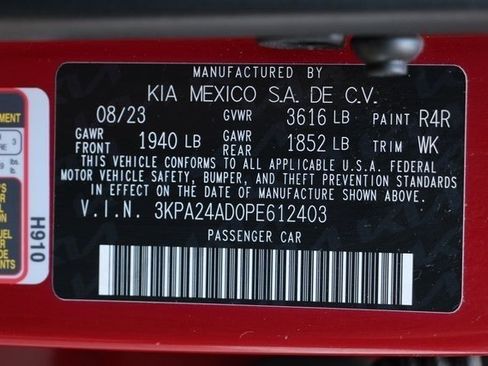 MANUFACTURED BY
KIA MEXICO S.A. DE C.V.
08/23 GVWR 3616 LB PAINT R4R
GAWR FRONT 1940 LB GAWR REAR 1852 LB TRIM WK
THIS VEHICLE CONFORMS TO ALL APPLICABLE U.S.A. FEDERAL
MOTOR VEHICLE SAFETY, BUMPER, AND THEFT PREVENTION STANDARDS
IN EFFECT ON THE DATE OF MANUFACTURE SHOWN ABOVE.
V.I.N. 3KPA24AD0PE612403
PASSENGER CAR
H910